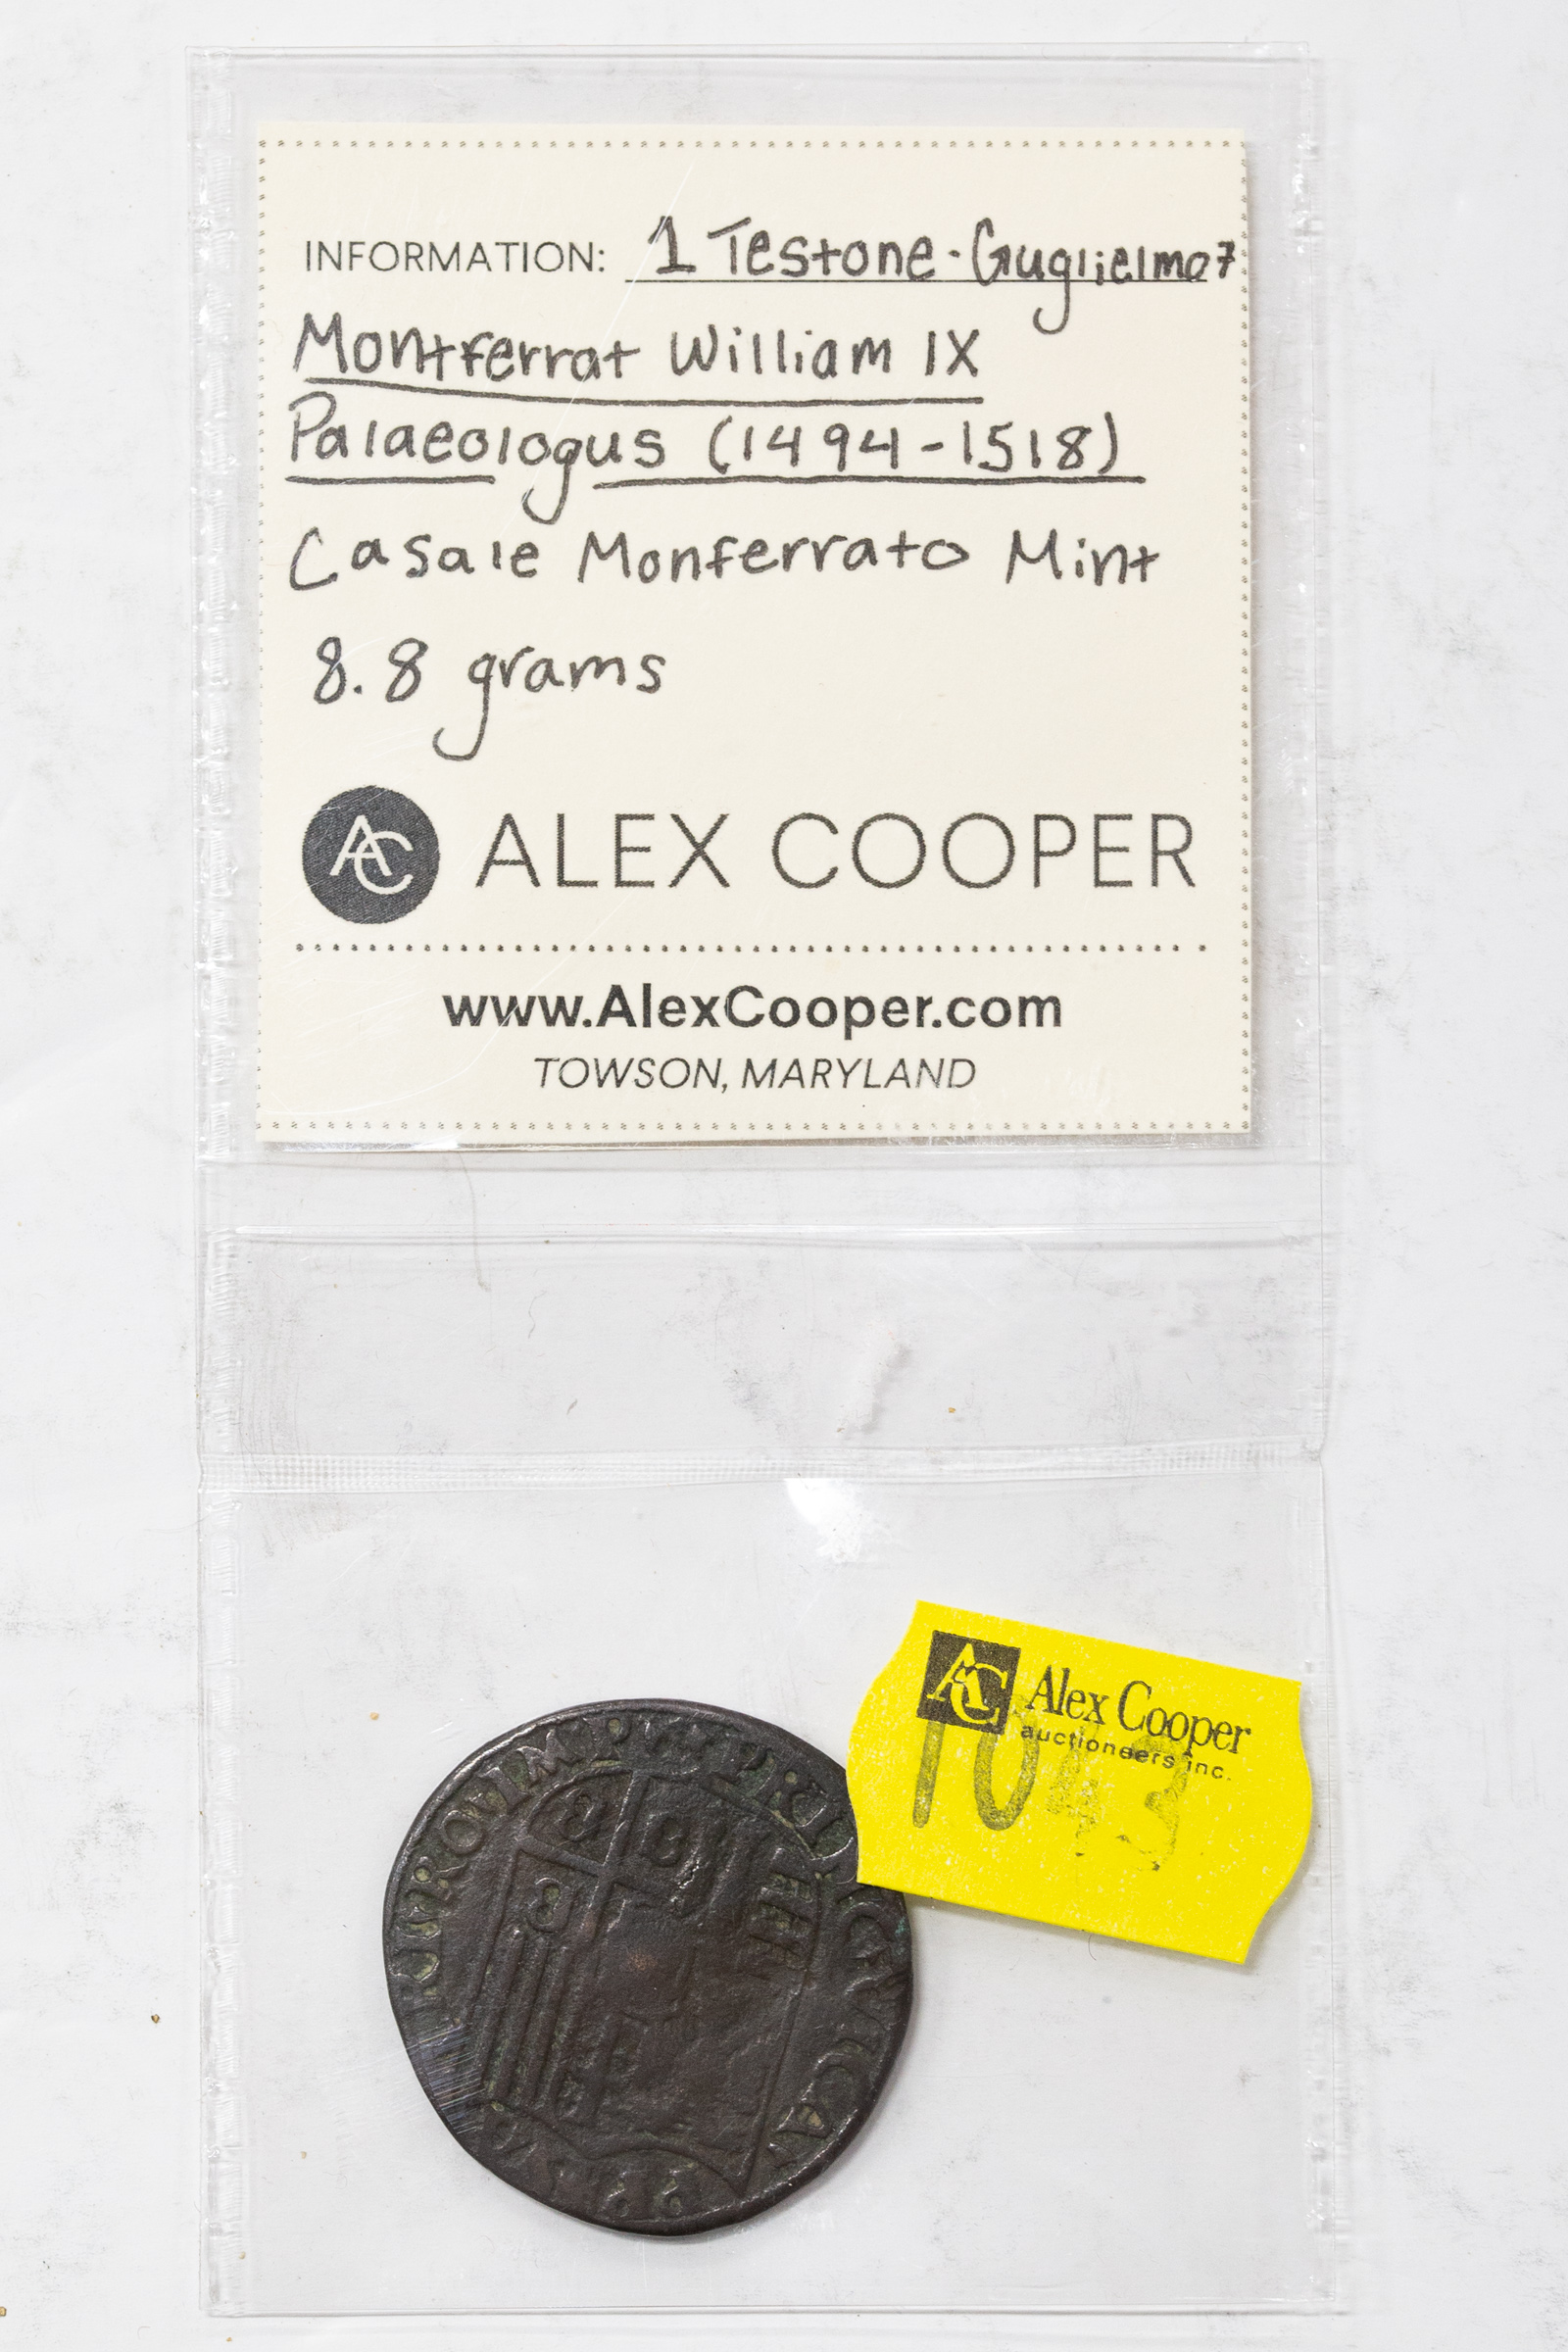 INFORMATION: 1 Testone - Guglielmo 7
Montferrat William IX
Palaeologus (1494-1518)
Casale Monferrato Mint
8.8 grams
AC ALEX COOPER
www.AlexCooper.com
TOWSON, MARYLAND
AC Alex Cooper
auctioneers inc.
1043